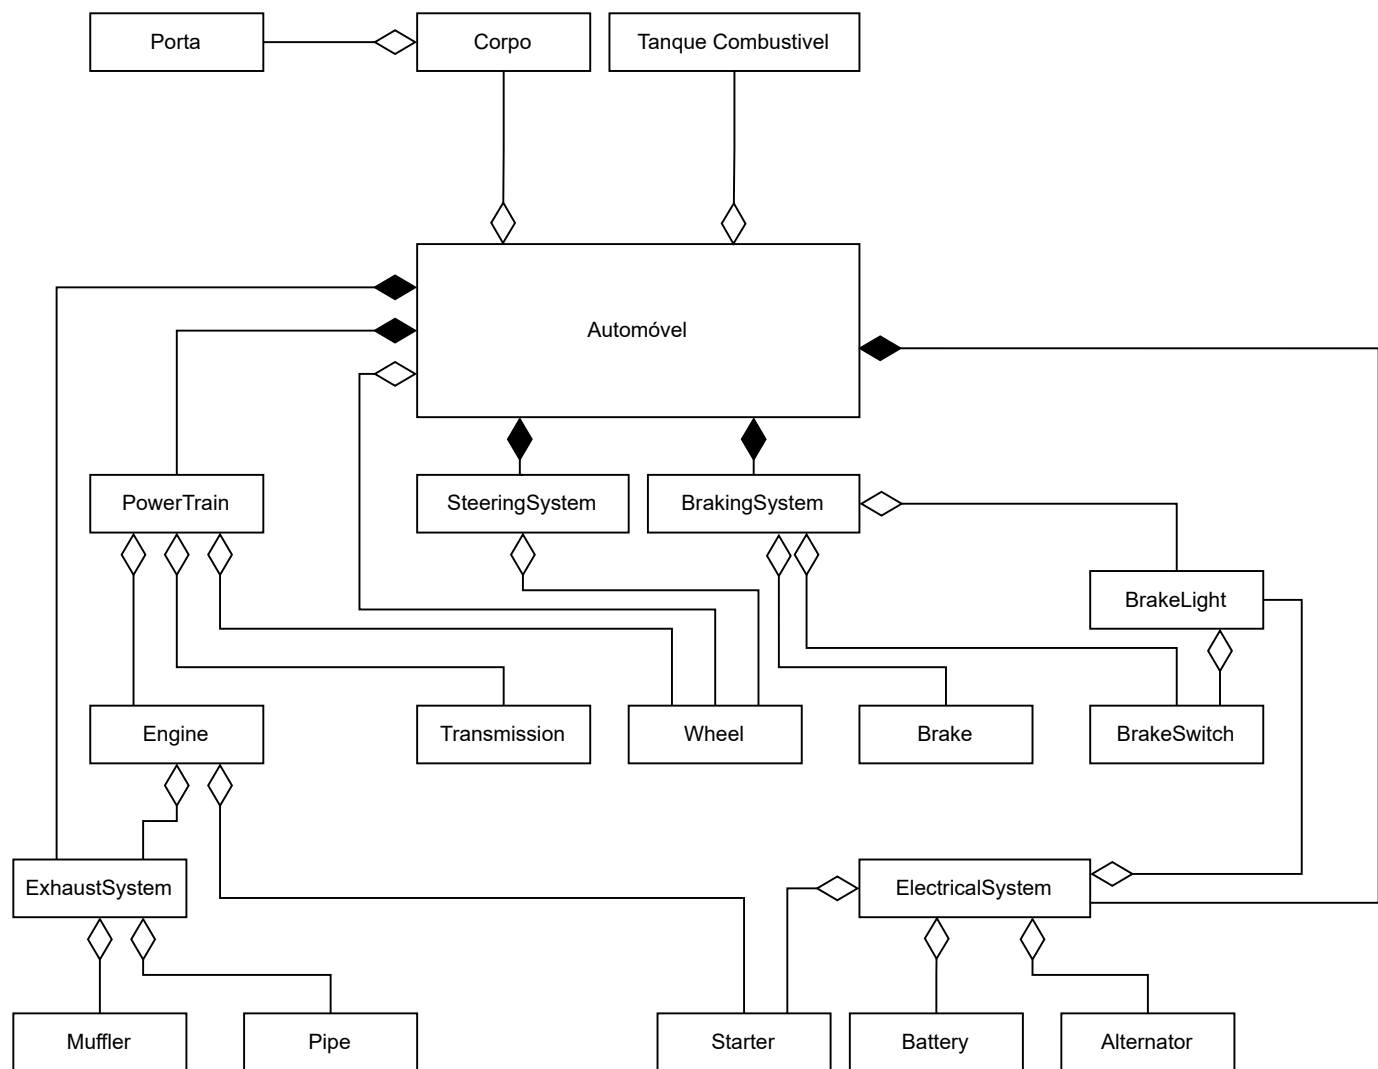 Porta
Corpo
Tanque Combustivel
Automóvel
PowerTrain
SteeringSystem
BrakingSystem
BrakeLight
Engine
Transmission
Wheel
Brake
BrakeSwitch
ExhaustSystem
ElectricalSystem
Muffler
Pipe
Starter
Battery
Alternator